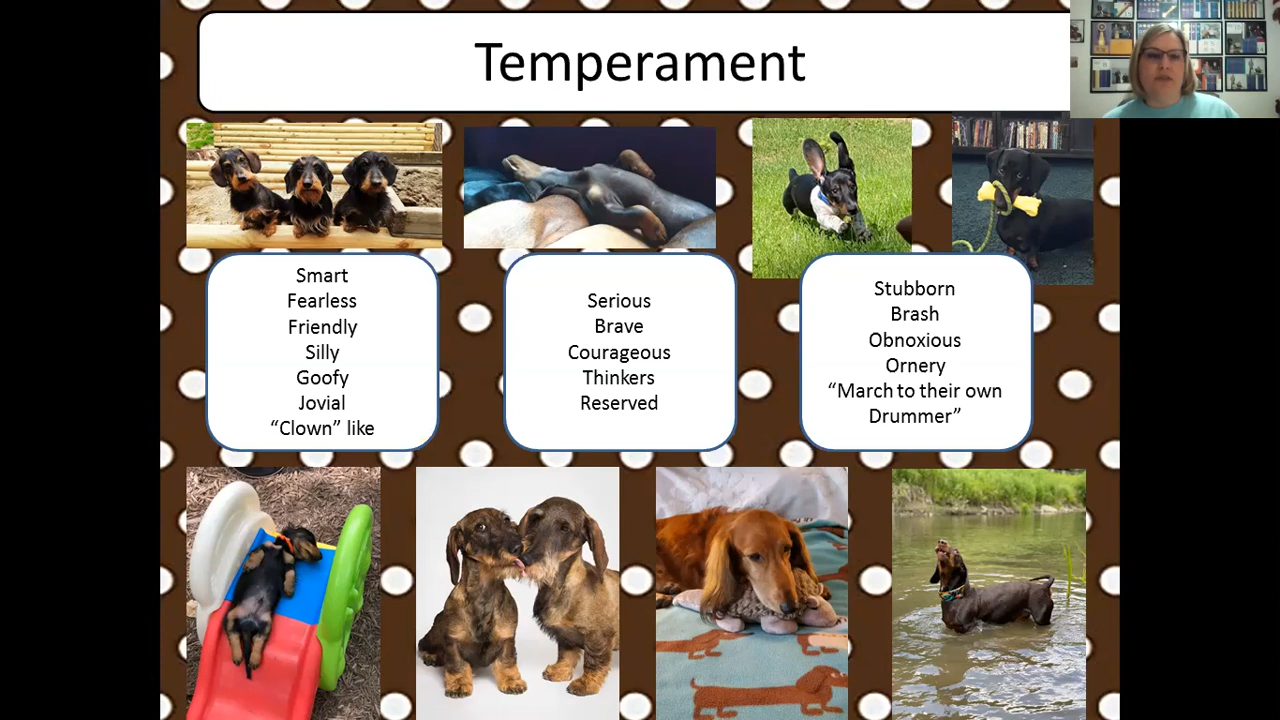 Temperament
Smart
Fearless
Friendly
Silly
Goofy
Jovial
“Clown” like
Serious
Brave
Courageous
Thinkers
Reserved
Stubborn
Brash
Obnoxious
Ornery
“March to their own
Drummer”